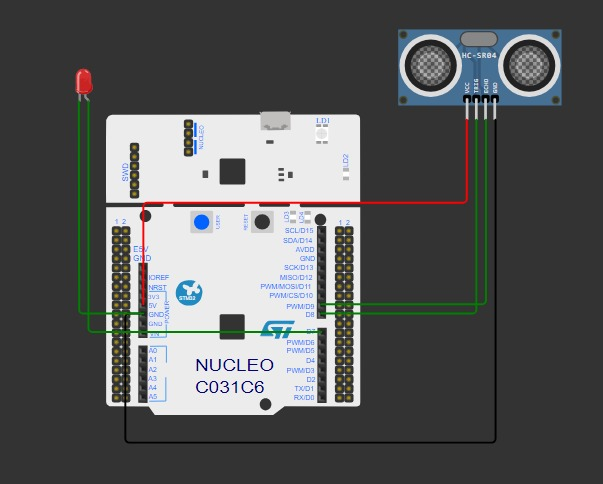 HC-SR04
VCC
TRIG
ECHO
GND
NUCLEO
LD1
SWD
LD2
1 2
E5V
GND
USER
RESET
LD3
LD4
1 2
SCL/D15
SDA/D14
AVDD
GND
SCK/D13
MISO/D12
PWM/MOSI/D11
PWM/CS/D10
PWM/D9
D8
IOREF
NRST
3V3
5V
GND
GND
VIN
POWER
STM32
D7
PWM/D6
PWM/D5
D4
PWM/D3
D2
TX/D1
RX/D0
A0
A1
A2
A3
A4
A5
NUCLEO
C031C6